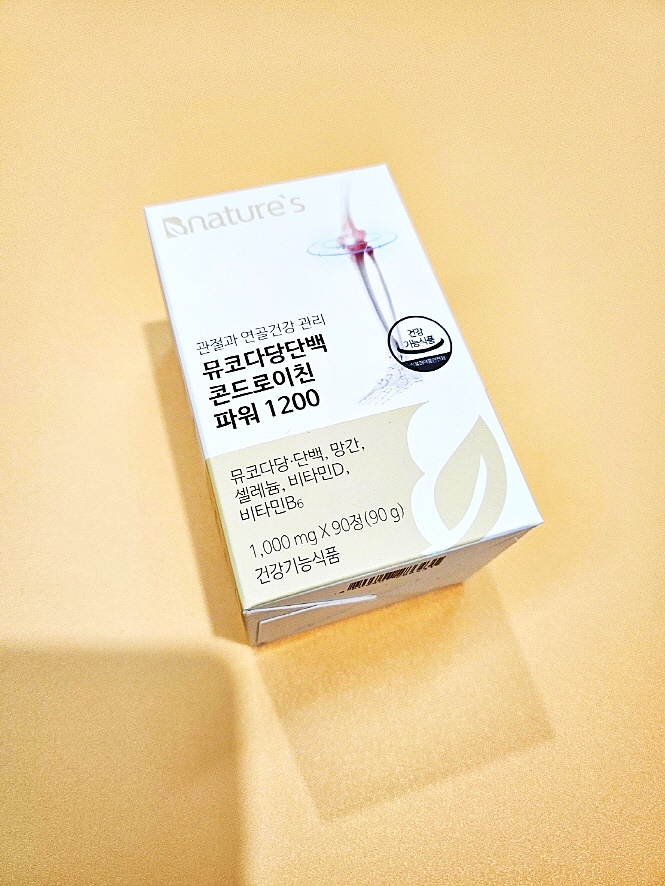 Bnature's
관절과 연골건강 관리
뮤코다당단백
콘드로이친
파워 1200
건강
기능식품
뮤코다당·단백, 망간,
셀레늄, 비타민D,
비타민B₆
1,000 mg X 90정(90 g)
건강기능식품